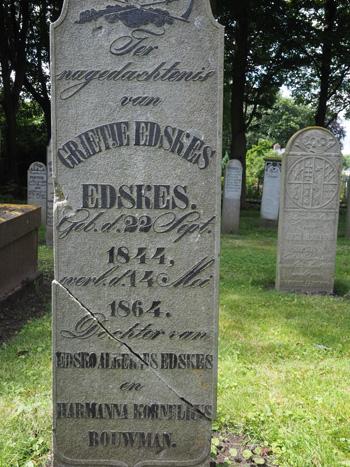 Ter
nagedachtenis
van
GRIETJE EDSKES
EDSKES.
Geb. d. 22 Sept.
1844,
overl. d. 14 Mei
1864.
Dochter van
EDSKO ALBERTUS EDSKES
en
HARMANNA KORNELIUS
BOUWMAN.